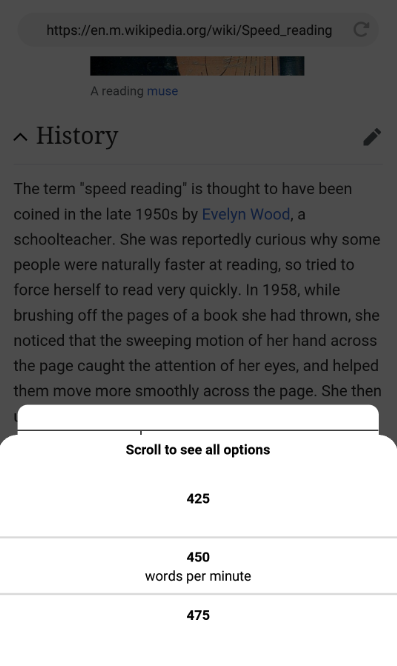 https://en.m.wikipedia.org/wiki/Speed_reading
A reading muse
History
The term "speed reading" is thought to have been
coined in the late 1950s by Evelyn Wood, a
schoolteacher. She was reportedly curious why some
people were naturally faster at reading, so tried to
force herself to read very quickly. In 1958, while
brushing off the pages of a book she had thrown, she
noticed that the sweeping motion of her hand across
the page caught the attention of her eyes, and helped
them move more smoothly across the page. She then
Scroll to see all options
425
450
words per minute
475